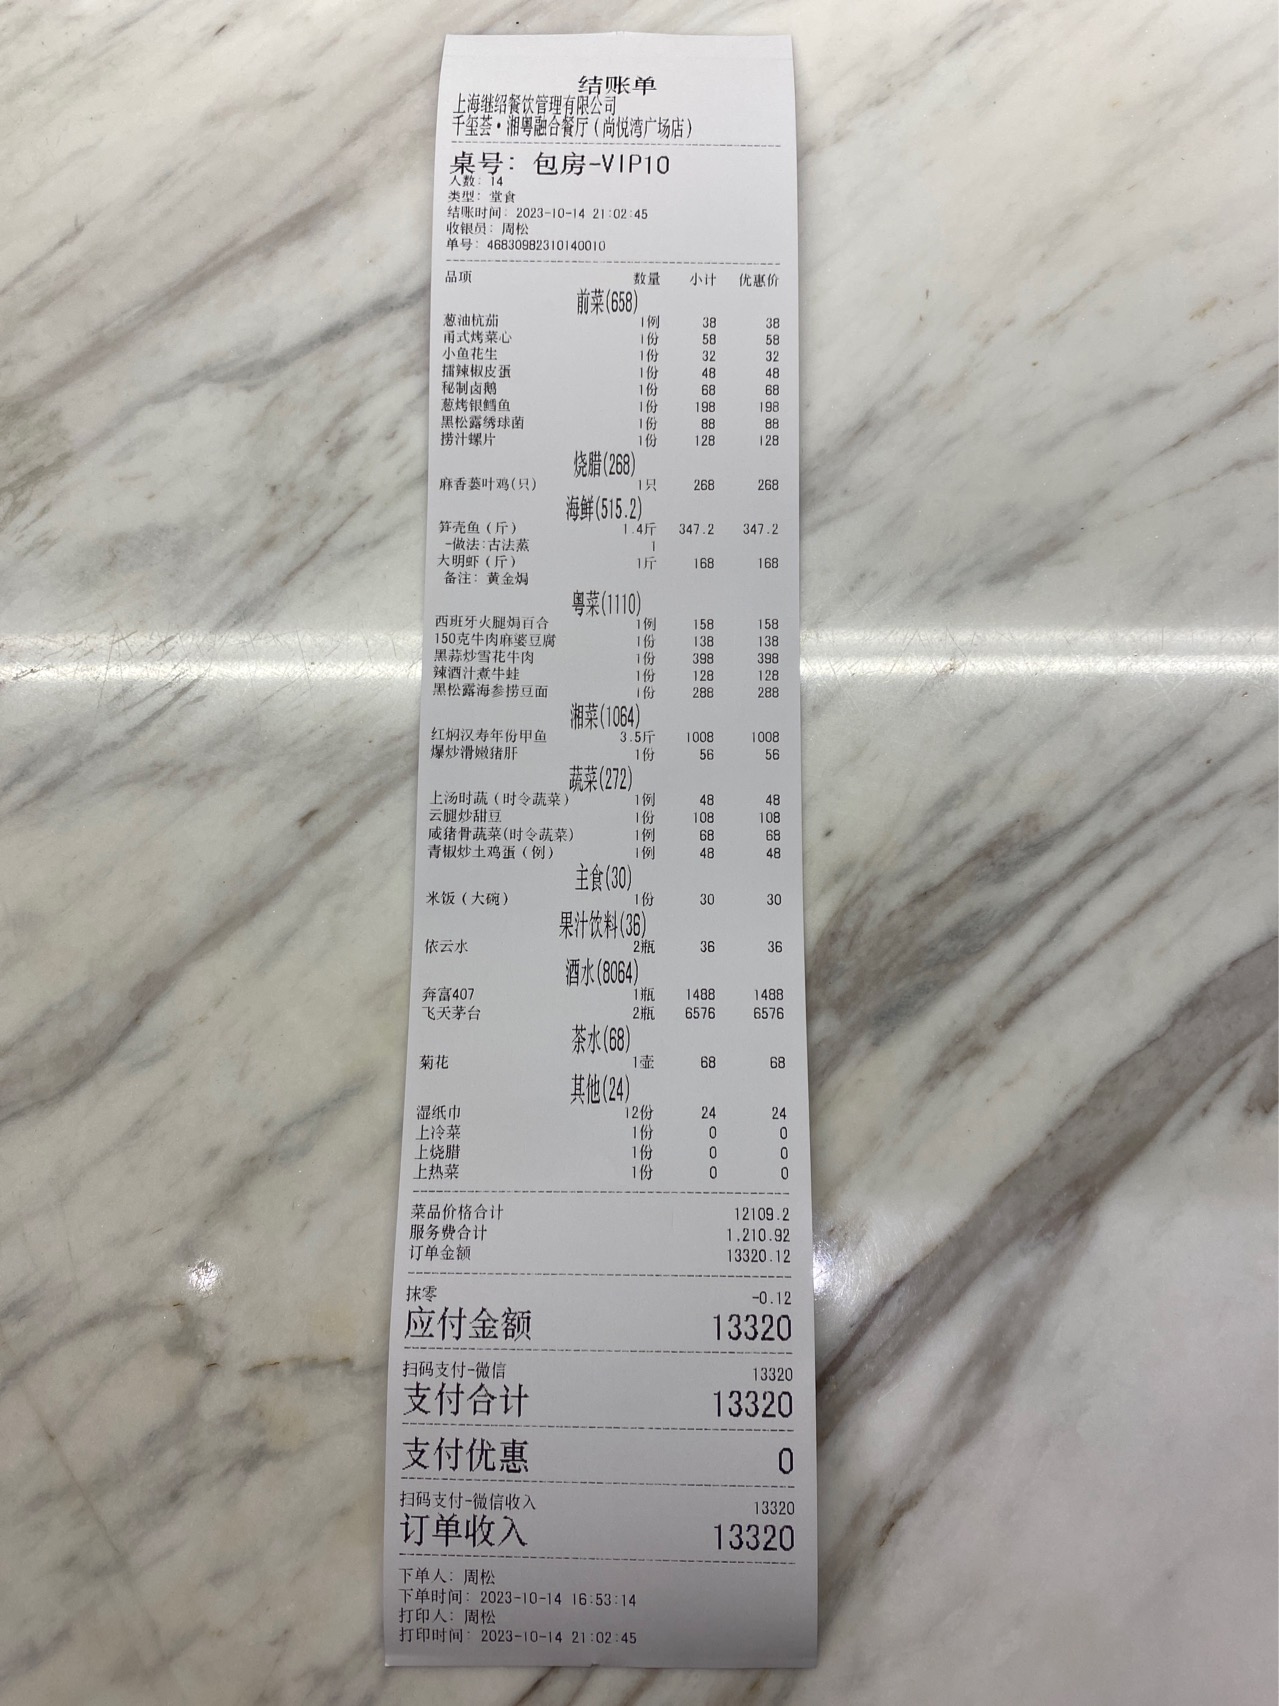 结账单
上海继绍餐饮管理有限公司
千玺荟·湘粤融合餐厅(尚悦湾广场店)
桌号: 包房-VIP10
人数: 14
类型: 堂食
结账时间: 2023-10-14 21:02:45
收银员: 周松
单号: 46830982310140010
品项 数量 小计 优惠价
前菜(658)
葱油杭茄 1例 38 38
甬式烤菜心 1份 58 58
小鱼花生 1份 32 32
擂辣椒皮蛋 1份 48 48
秘制卤鹅 1份 68 68
葱烤银鳕鱼 1份 198 198
黑松露绣球菌 1份 88 88
捞汁螺片 1份 128 128
烧腊(268)
麻香蒌叶鸡(只) 1只 268 268
海鲜(515.2)
笋壳鱼(斤) 1.4斤 347.2 347.2
-做法:古法蒸 1
大明虾(斤) 1斤 168 168
备注: 黄金焗
粤菜(1110)
西班牙火腿焗百合 1例 158 158
150克牛肉麻婆豆腐 1份 138 138
黑蒜炒雪花牛肉 1份 398 398
辣酒汁煮牛蛙 1份 128 128
黑松露海参捞豆面 1份 288 288
湘菜(1064)
红焖汉寿年份甲鱼 3.5斤 1008 1008
爆炒滑嫩猪肝 1份 56 56
蔬菜(272)
上汤时蔬(时令蔬菜) 1例 48 48
云腿炒甜豆 1份 108 108
咸猪骨蔬菜(时令蔬菜) 1例 68 68
青椒炒土鸡蛋(例) 1例 48 48
主食(30)
米饭(大碗) 1份 30 30
果汁饮料(36)
依云水 2瓶 36 36
酒水(8064)
奔富407 1瓶 1488 1488
飞天茅台 2瓶 6576 6576
茶水(68)
菊花 1壶 68 68
其他(24)
湿纸巾 12份 24 24
上冷菜 1份 0 0
上烧腊 1份 0 0
上热菜 1份 0 0
菜品价格合计 12109.2
服务费合计 1,210.92
订单金额 13320.12
抹零 -0.12
应付金额 13320
扫码支付-微信 13320
支付合计 13320
支付优惠 0
扫码支付-微信收入 13320
订单收入 13320
下单人: 周松
下单时间: 2023-10-14 16:53:14
打印人: 周松
打印时间: 2023-10-14 21:02:45